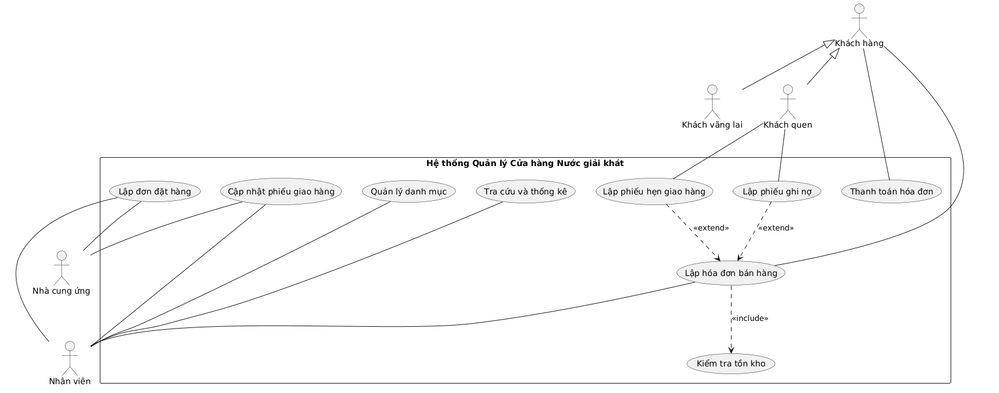 Khách hàng
Khách vãng lai
Khách quen
Hệ thống Quản lý Cửa hàng Nước giải khát
Lập đơn đặt hàng
Cập nhật phiếu giao hàng
Quản lý danh mục
Tra cứu và thống kê
Lập phiếu hẹn giao hàng
Lập phiếu ghi nợ
Thanh toán hóa đơn
«extend»
«extend»
Lập hóa đơn bán hàng
Nhà cung ứng
«include»
Kiểm tra tồn kho
Nhân viên